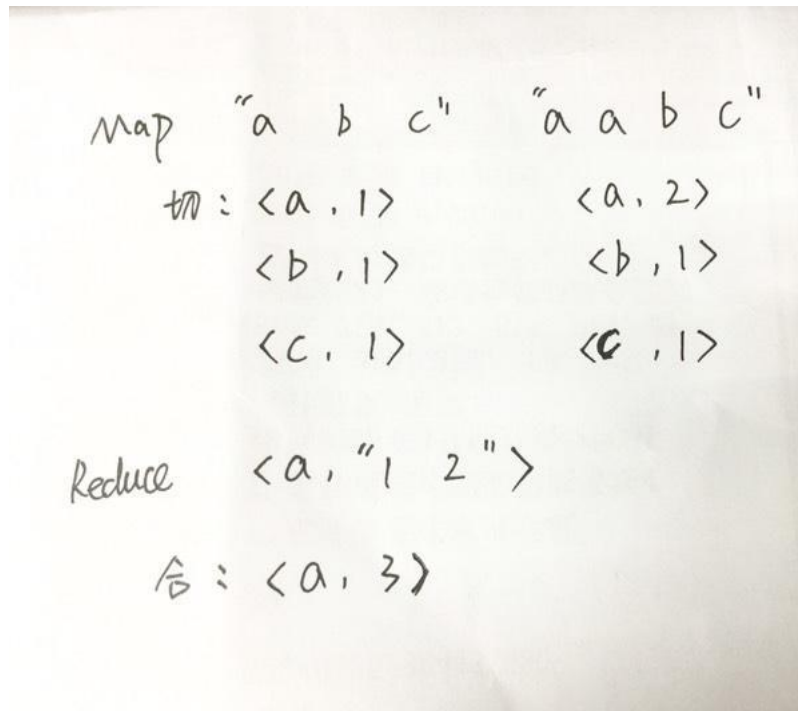 Map "a b c" "a a b c"
切：<a, 1> <a, 2>
<b, 1> <b, 1>
<c, 1> <c, 1>
Reduce <a, "1 2">
合：<a, 3>